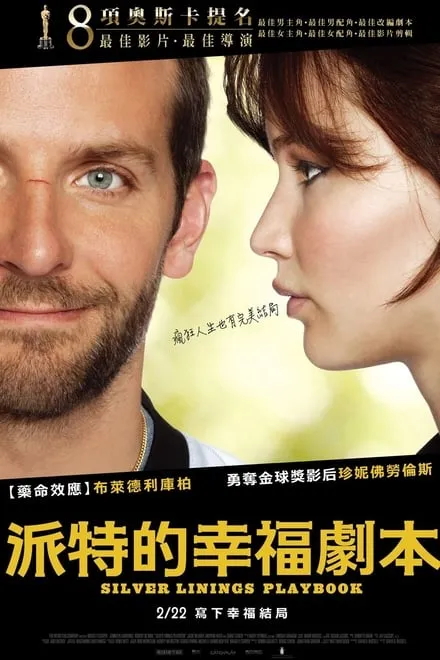 8 項奧斯卡提名
最佳影片・最佳導演
最佳男主角・最佳男配角・最佳改編劇本
最佳女主角・最佳女配角・最佳影片剪輯
瘋狂人生也有完美結局
【藥命效應】布萊德利庫柏
勇奪金球獎影后珍妮佛勞倫斯
派特的幸福劇本
SILVER LININGS PLAYBOOK
2/22 寫下幸福結局